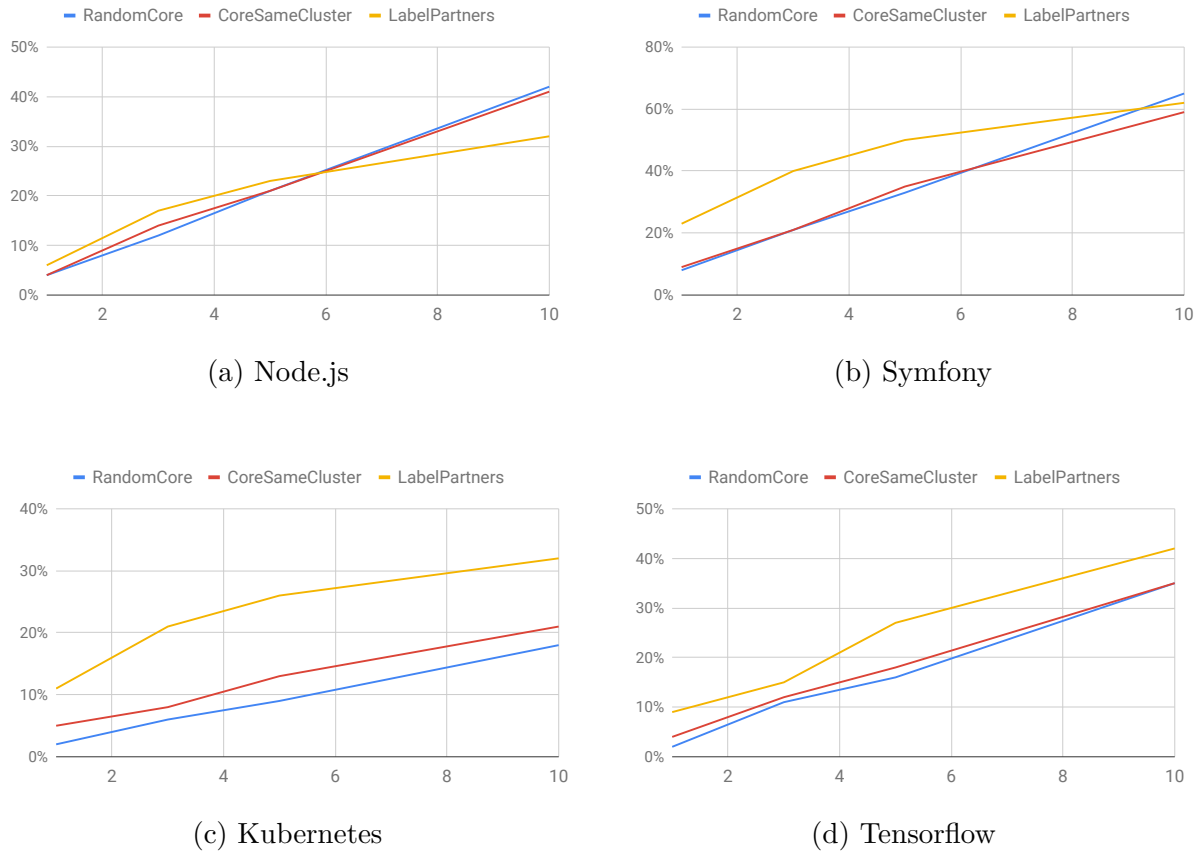 RandomCore CoreSameCluster LabelPartners
50%
40%
30%
20%
10%
0%
2 4 6 8 10
(a) Node.js
RandomCore CoreSameCluster LabelPartners
80%
60%
40%
20%
0%
2 4 6 8 10
(b) Symfony
RandomCore CoreSameCluster LabelPartners
40%
30%
20%
10%
0%
2 4 6 8 10
(c) Kubernetes
RandomCore CoreSameCluster LabelPartners
50%
40%
30%
20%
10%
0%
2 4 6 8 10
(d) Tensorflow